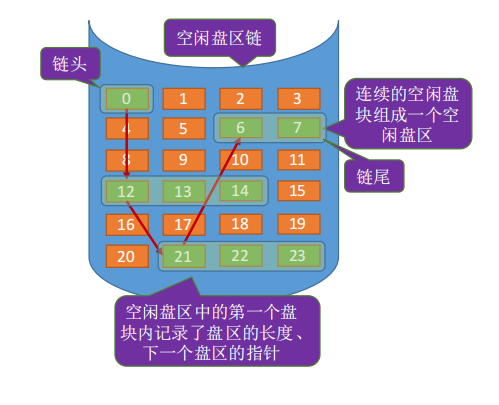 空闲盘区链
链头
0 1 2 3
连续的空闲盘
块组成一个空
闲盘区
4 5 6 7
8 9 10 11
链尾
12 13 14 15
16 17 18 19
20 21 22 23
空闲盘区中的第一个盘
块内记录了盘区的长度、
下一个盘区的指针